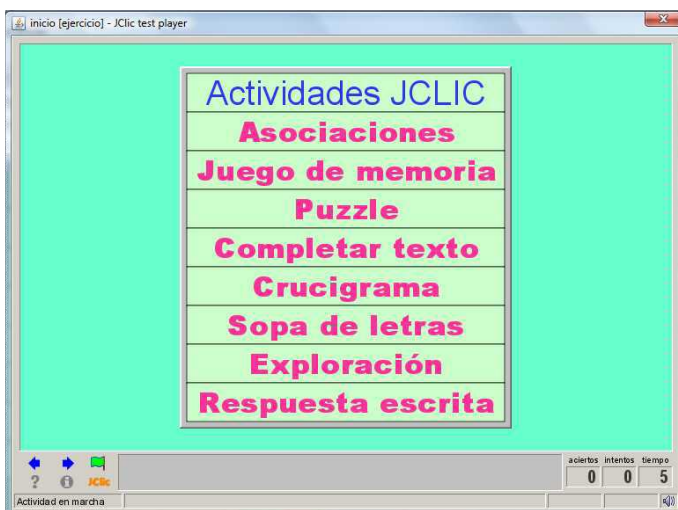 inicio [ejercicio] - JClic test player
Actividades JCLIC
Asociaciones
Juego de memoria
Puzzle
Completar texto
Crucigrama
Sopa de letras
Exploración
Respuesta escrita
aciertos intentos tiempo
0 0 5
? i JClic
Actividad en marcha